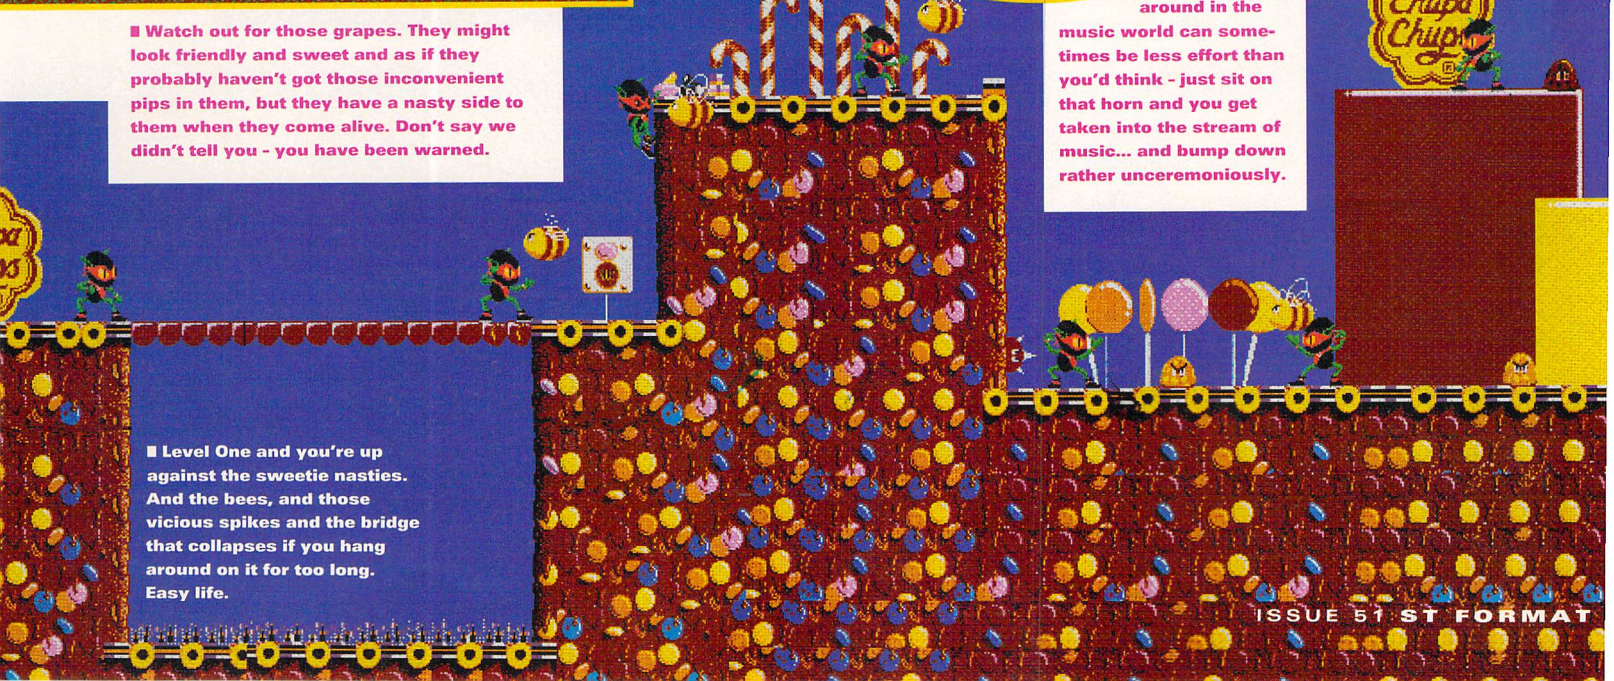 ■ Watch out for those grapes. They might
look friendly and sweet and as if they
probably haven't got those inconvenient
pips in them, but they have a nasty side to
them when they come alive. Don't say we
didn't tell you - you have been warned.
around in the
music world can some-
times be less effort than
you'd think - just sit on
that horn and you get
taken into the stream of
music... and bump down
rather unceremoniously.
Chupa
Chups
®
■ Level One and you're up
against the sweetie nasties.
And the bees, and those
vicious spikes and the bridge
that collapses if you hang
around on it for too long.
Easy life.
ISSUE 51 ST FORMAT